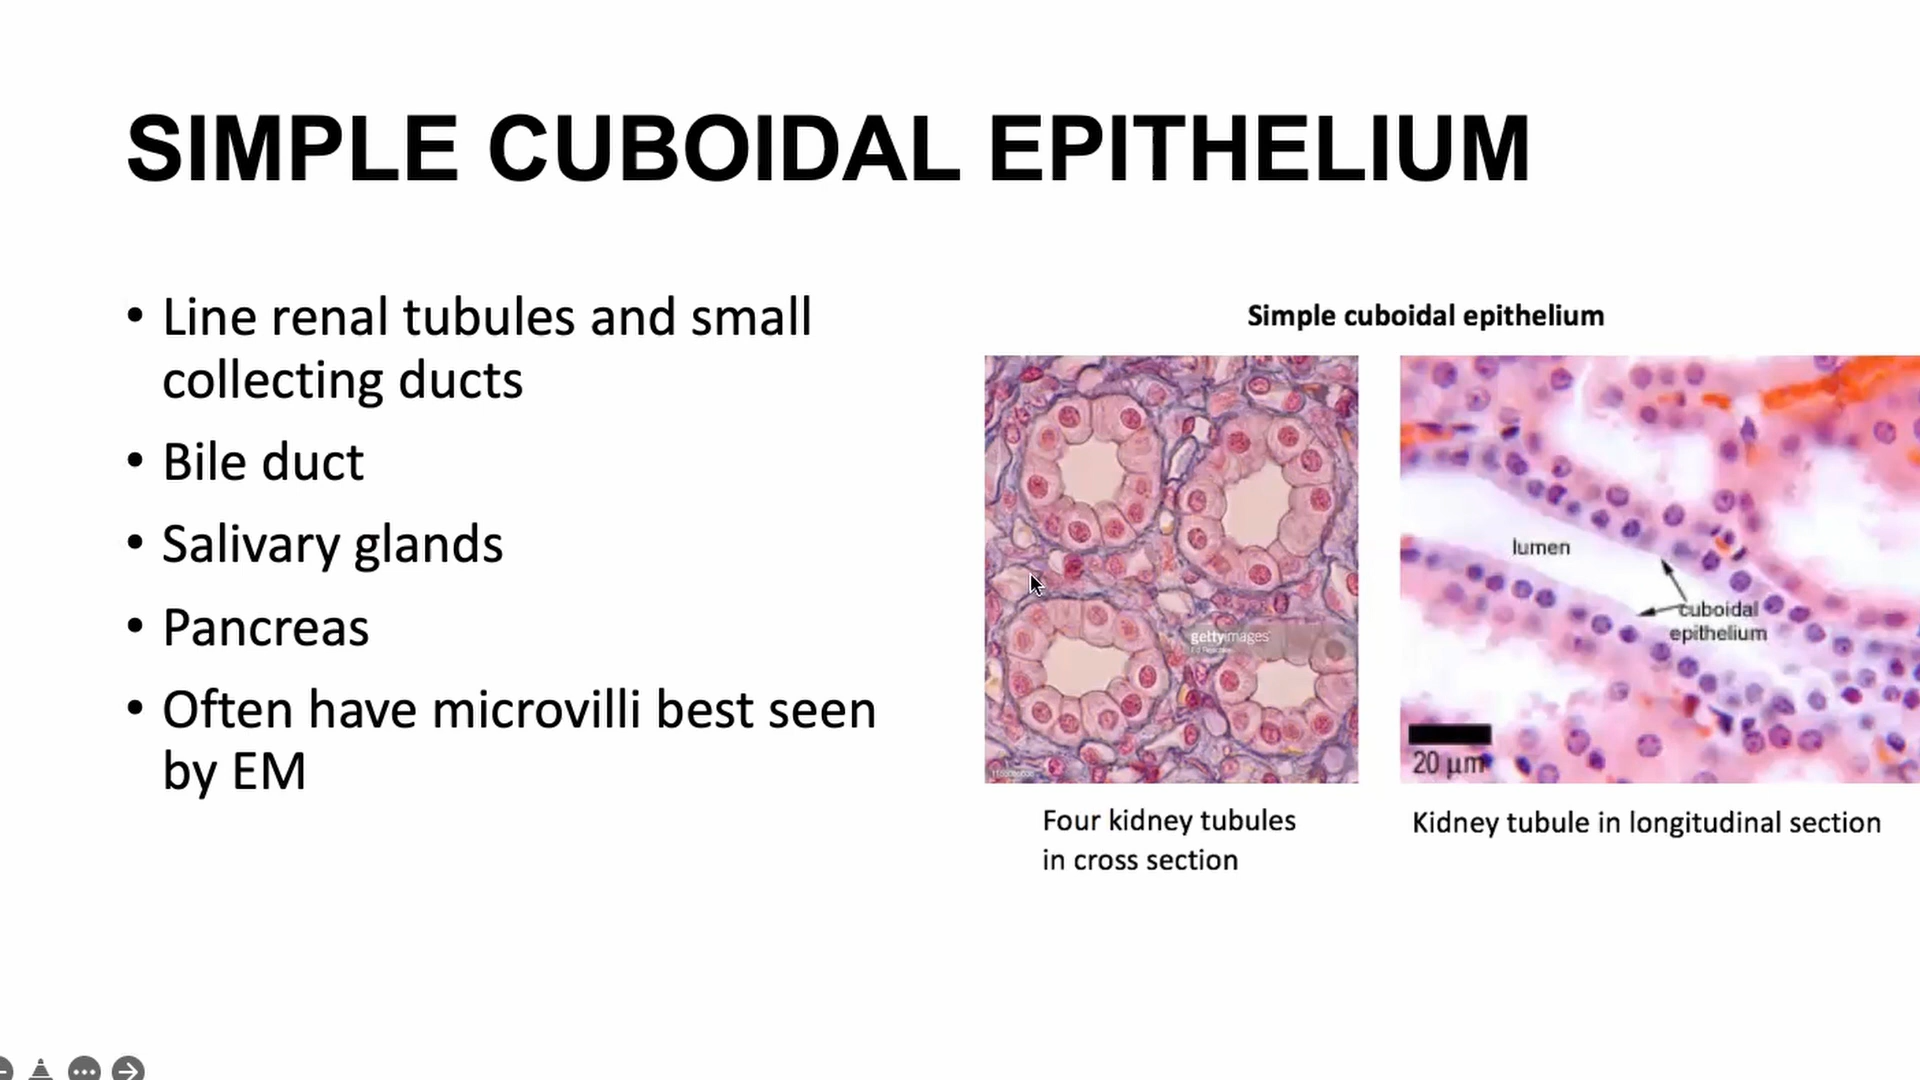 SIMPLE CUBOIDAL EPITHELIUM
• Line renal tubules and small
collecting ducts
• Bile duct
• Salivary glands
• Pancreas
• Often have microvilli best seen
by EM
Simple cuboidal epithelium
gettyimages
lumen
cuboidal
epithelium
20 µm
Four kidney tubules
in cross section
Kidney tubule in longitudinal section